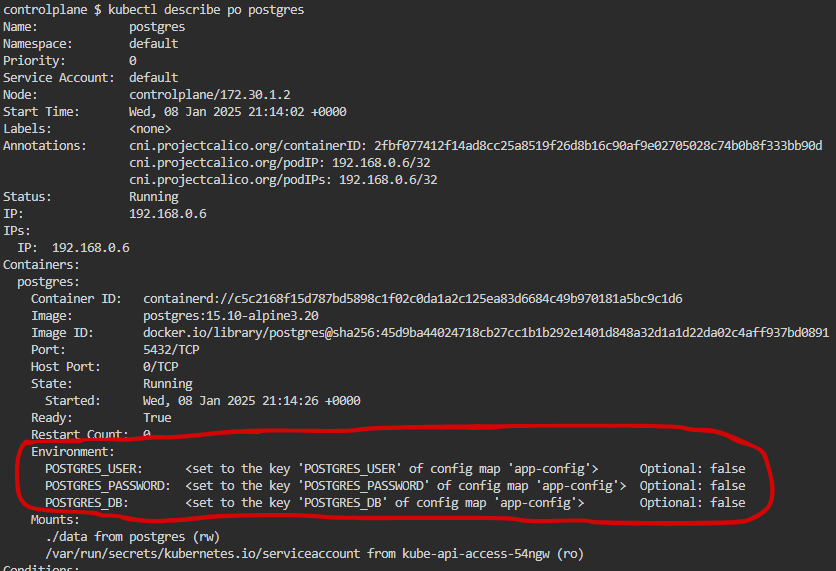 controlplane $ kubectl describe po postgres
Name: postgres
Namespace: default
Priority: 0
Service Account: default
Node: controlplane/172.30.1.2
Start Time: Wed, 08 Jan 2025 21:14:02 +0000
Labels: <none>
Annotations: cni.projectcalico.org/containerID: 2fbf077412f14ad8cc25a8519f26d8b16c90af9e02705028c74b0b8f333bb90d
cni.projectcalico.org/podIP: 192.168.0.6/32
cni.projectcalico.org/podIPs: 192.168.0.6/32
Status: Running
IP: 192.168.0.6
IPs:
IP: 192.168.0.6
Containers:
postgres:
Container ID: containerd://c5c2168f15d787bd5898c1f02c0da1a2c125ea83d6684c49b970181a5bc9c1d6
Image: postgres:15.10-alpine3.20
Image ID: docker.io/library/postgres@sha256:45d9ba44024718cb27cc1b1b292e1401d848a32d1a1d22da02c4aff937bd0891
Port: 5432/TCP
Host Port: 0/TCP
State: Running
Started: Wed, 08 Jan 2025 21:14:26 +0000
Ready: True
Restart Count: 0
Environment:
POSTGRES_USER: <set to the key 'POSTGRES_USER' of config map 'app-config'> Optional: false
POSTGRES_PASSWORD: <set to the key 'POSTGRES_PASSWORD' of config map 'app-config'> Optional: false
POSTGRES_DB: <set to the key 'POSTGRES_DB' of config map 'app-config'> Optional: false
Mounts:
./data from postgres (rw)
/var/run/secrets/kubernetes.io/serviceaccount from kube-api-access-54ngw (ro)
Conditions: